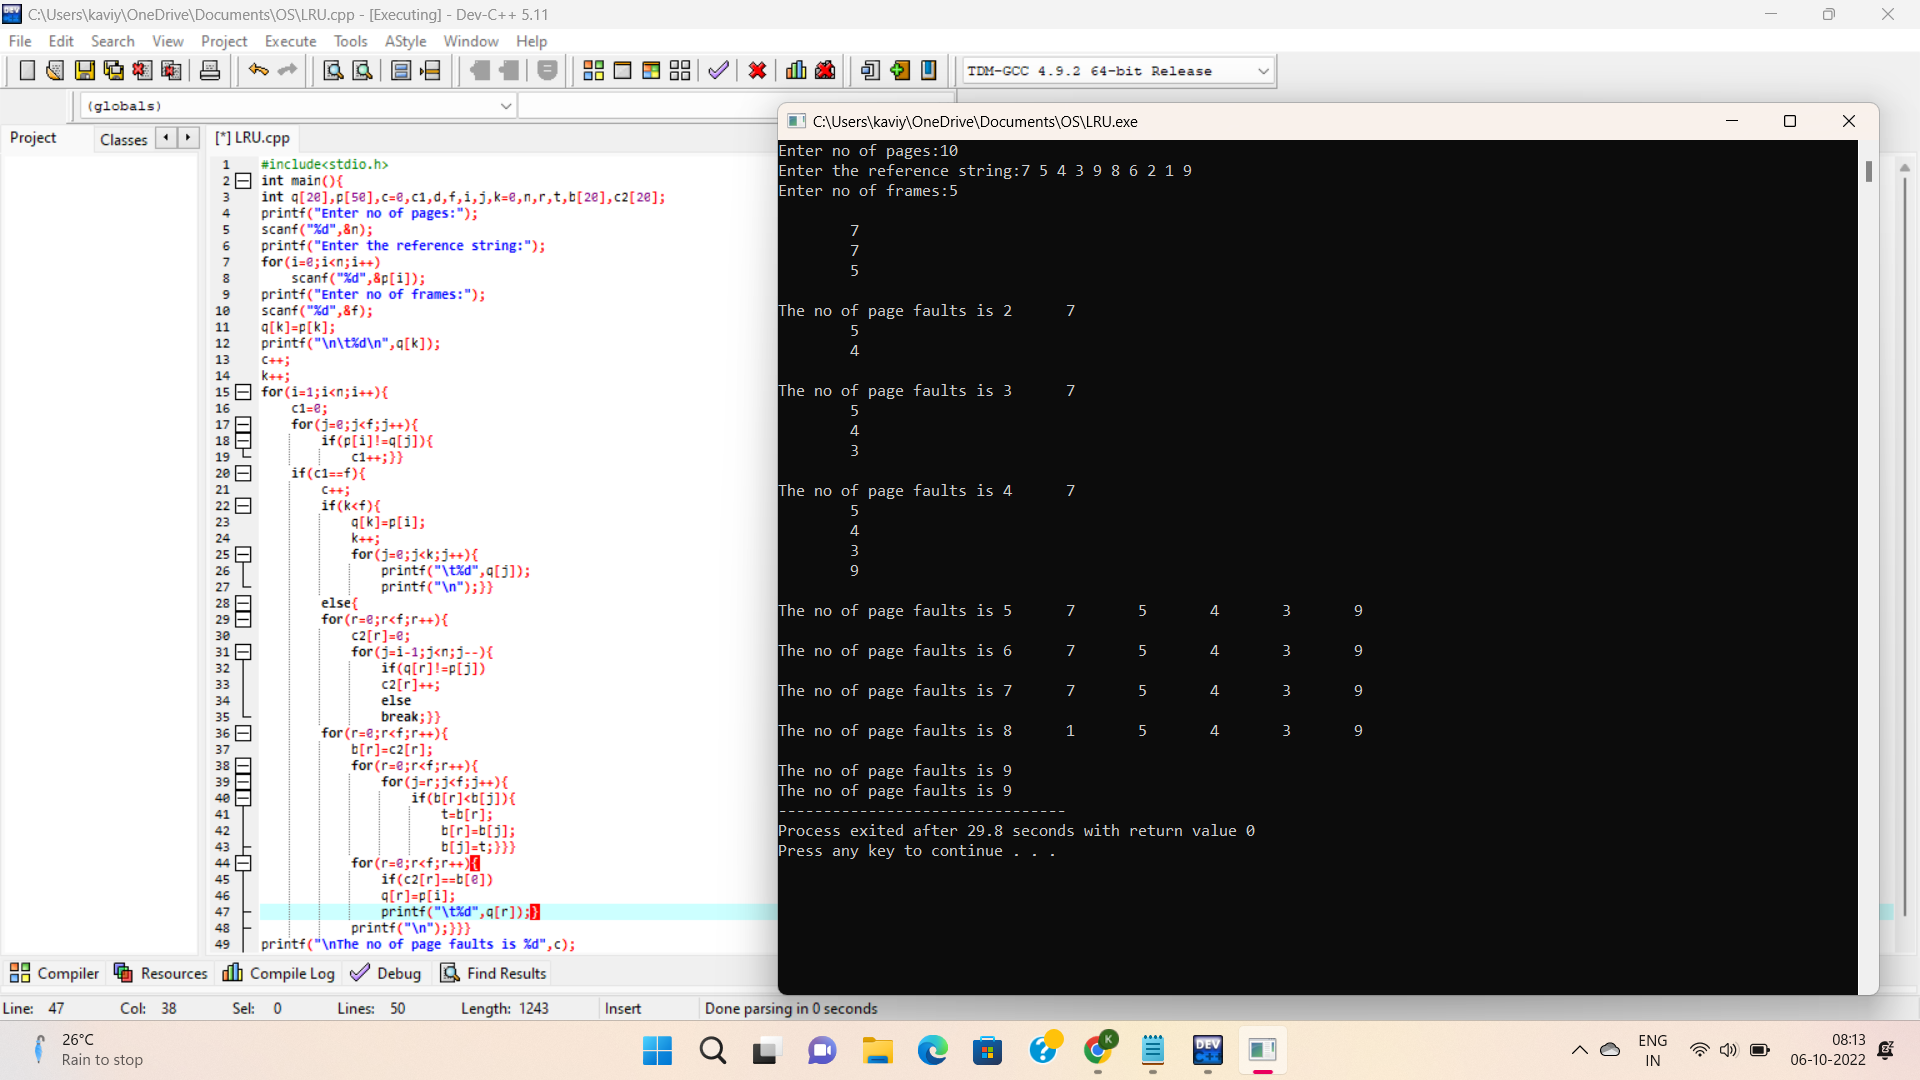 C:\Users\kaviy\OneDrive\Documents\OS\LRU.cpp - [Executing] - Dev-C++ 5.11
File Edit Search View Project Execute Tools AStyle Window Help
TDM-GCC 4.9.2 64-bit Release
(globals)
Project Classes [*] LRU.cpp
1 #include<stdio.h>
2 int main(){
3 int q[20],p[50],c=0,c1,d,f,i,j,k=0,n,r,t,b[20],c2[20];
4 printf("Enter no of pages:");
5 scanf("%d",&n);
6 printf("Enter the reference string:");
7 for(i=0;i<n;i++)
8 scanf("%d",&p[i]);
9 printf("Enter no of frames:");
10 scanf("%d",&f);
11 q[k]=p[k];
12 printf("\n\t%d\n",q[k]);
13 c++;
14 k++;
15 for(i=1;i<n;i++){
16 c1=0;
17 for(j=0;j<f;j++){
18 if(p[i]!=q[j]){
19 c1++;}}
20 if(c1==f){
21 c++;
22 if(k<f){
23 q[k]=p[i];
24 k++;
25 for(j=0;j<k;j++){
26 printf("\t%d",q[j]);
27 printf("\n");}}
28 else{
29 for(r=0;r<f;r++){
30 c2[r]=0;
31 for(j=i-1;j<n;j--){
32 if(q[r]!=p[j])
33 c2[r]++;
34 else
35 break;}}
36 for(r=0;r<f;r++){
37 b[r]=c2[r];
38 for(r=0;r<f;r++){
39 for(j=r;j<f;j++){
40 if(b[r]<b[j]){
41 t=b[r];
42 b[r]=b[j];
43 b[j]=t;}}}
44 for(r=0;r<f;r++){
45 if(c2[r]==b[0])
46 q[r]=p[i];
47 printf("\t%d",q[r]);}
48 printf("\n");}}}
49 printf("\nThe no of page faults is %d",c);
C:\Users\kaviy\OneDrive\Documents\OS\LRU.exe
Enter no of pages:10
Enter the reference string:7 5 4 3 9 8 6 2 1 9
Enter no of frames:5
7
7
5
The no of page faults is 2 7
5
4
The no of page faults is 3 7
5
4
3
The no of page faults is 4 7
5
4
3
9
The no of page faults is 5 7 5 4 3 9
The no of page faults is 6 7 5 4 3 9
The no of page faults is 7 7 5 4 3 9
The no of page faults is 8 1 5 4 3 9
The no of page faults is 9
The no of page faults is 9
--------------------------------
Process exited after 29.8 seconds with return value 0
Press any key to continue . . .
Compiler Resources Compile Log Debug Find Results
Line: 47 Col: 38 Sel: 0 Lines: 50 Length: 1243 Insert Done parsing in 0 seconds
26°C
Rain to stop
K
DEV
C++
ENG
IN
08:13
06-10-2022